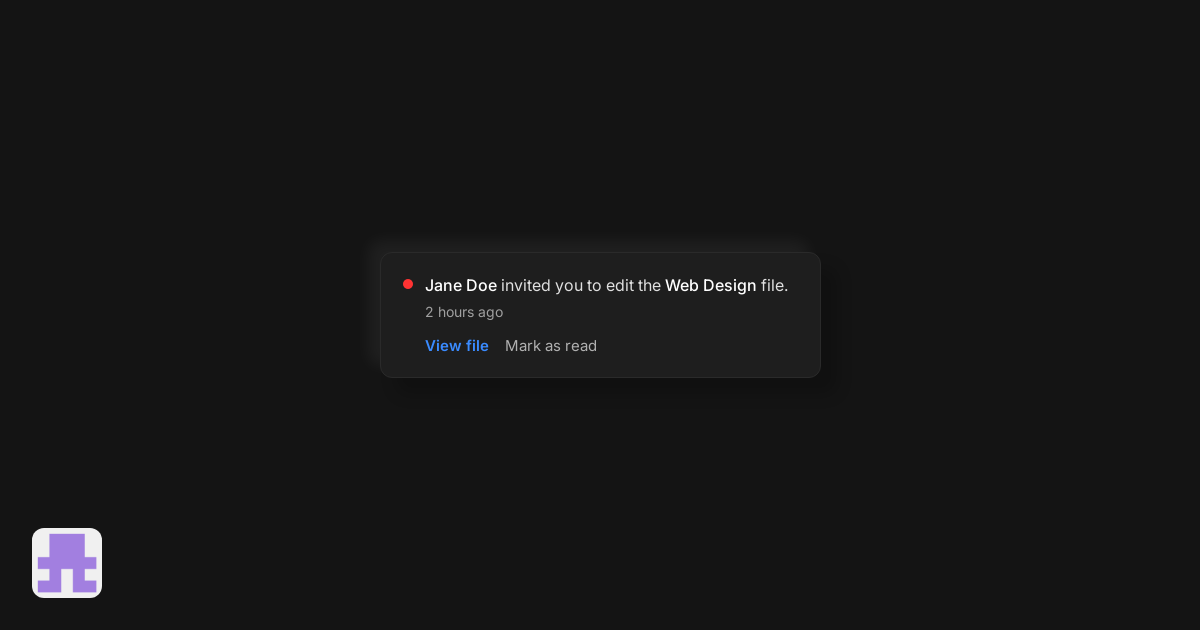 Jane Doe invited you to edit the Web Design file.
2 hours ago
View file Mark as read